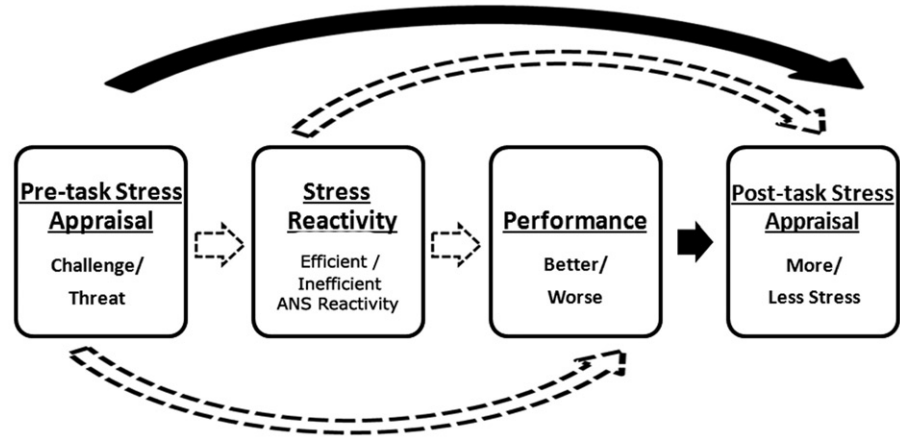 Pre-task Stress
Appraisal
Challenge/
Threat
Stress
Reactivity
Efficient /
Inefficient
ANS Reactivity
Performance
Better/
Worse
Post-task Stress
Appraisal
More/
Less Stress